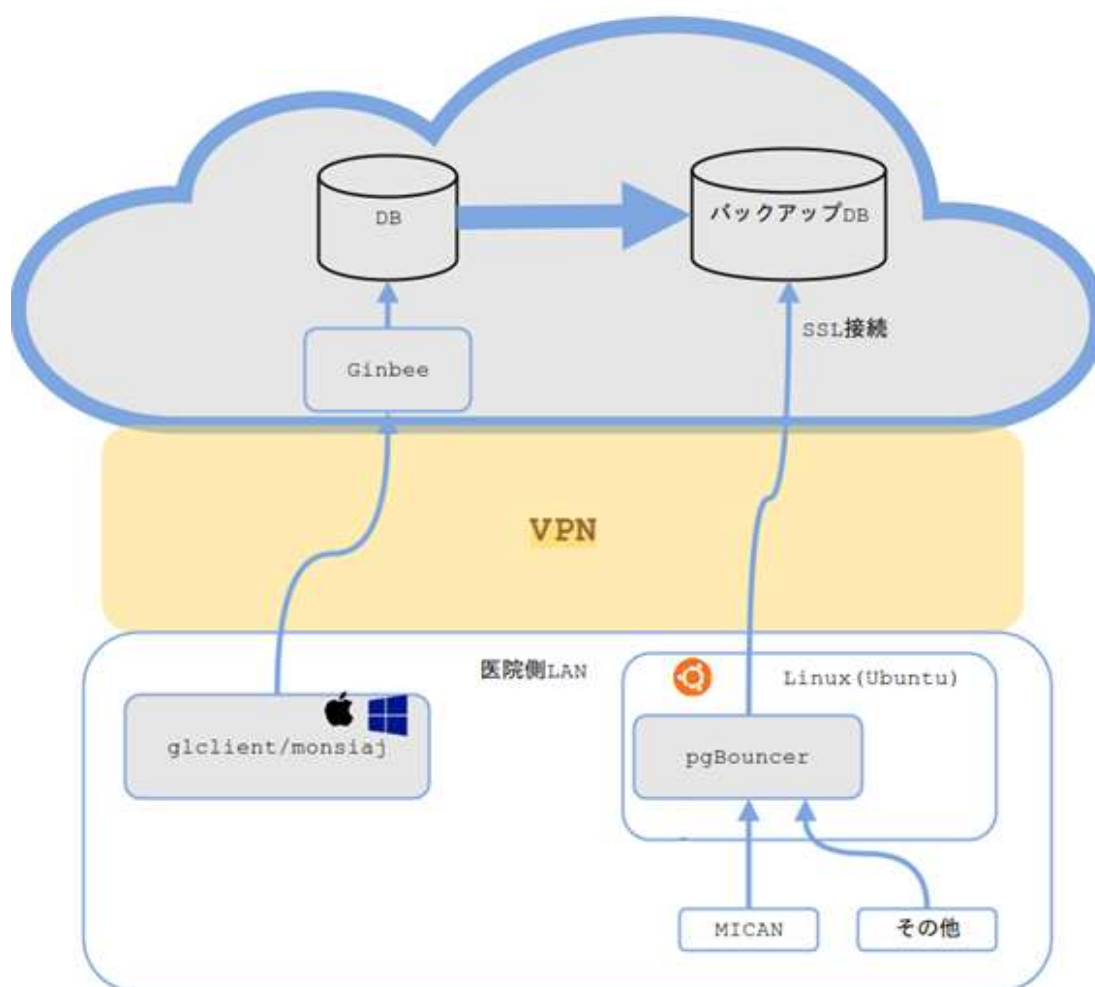 DB
バックアップDB
SSL接続
Ginbee
VPN
医院側LAN
Linux(Ubuntu)
glclient/monsiaj
pgBouncer
MICAN
その他